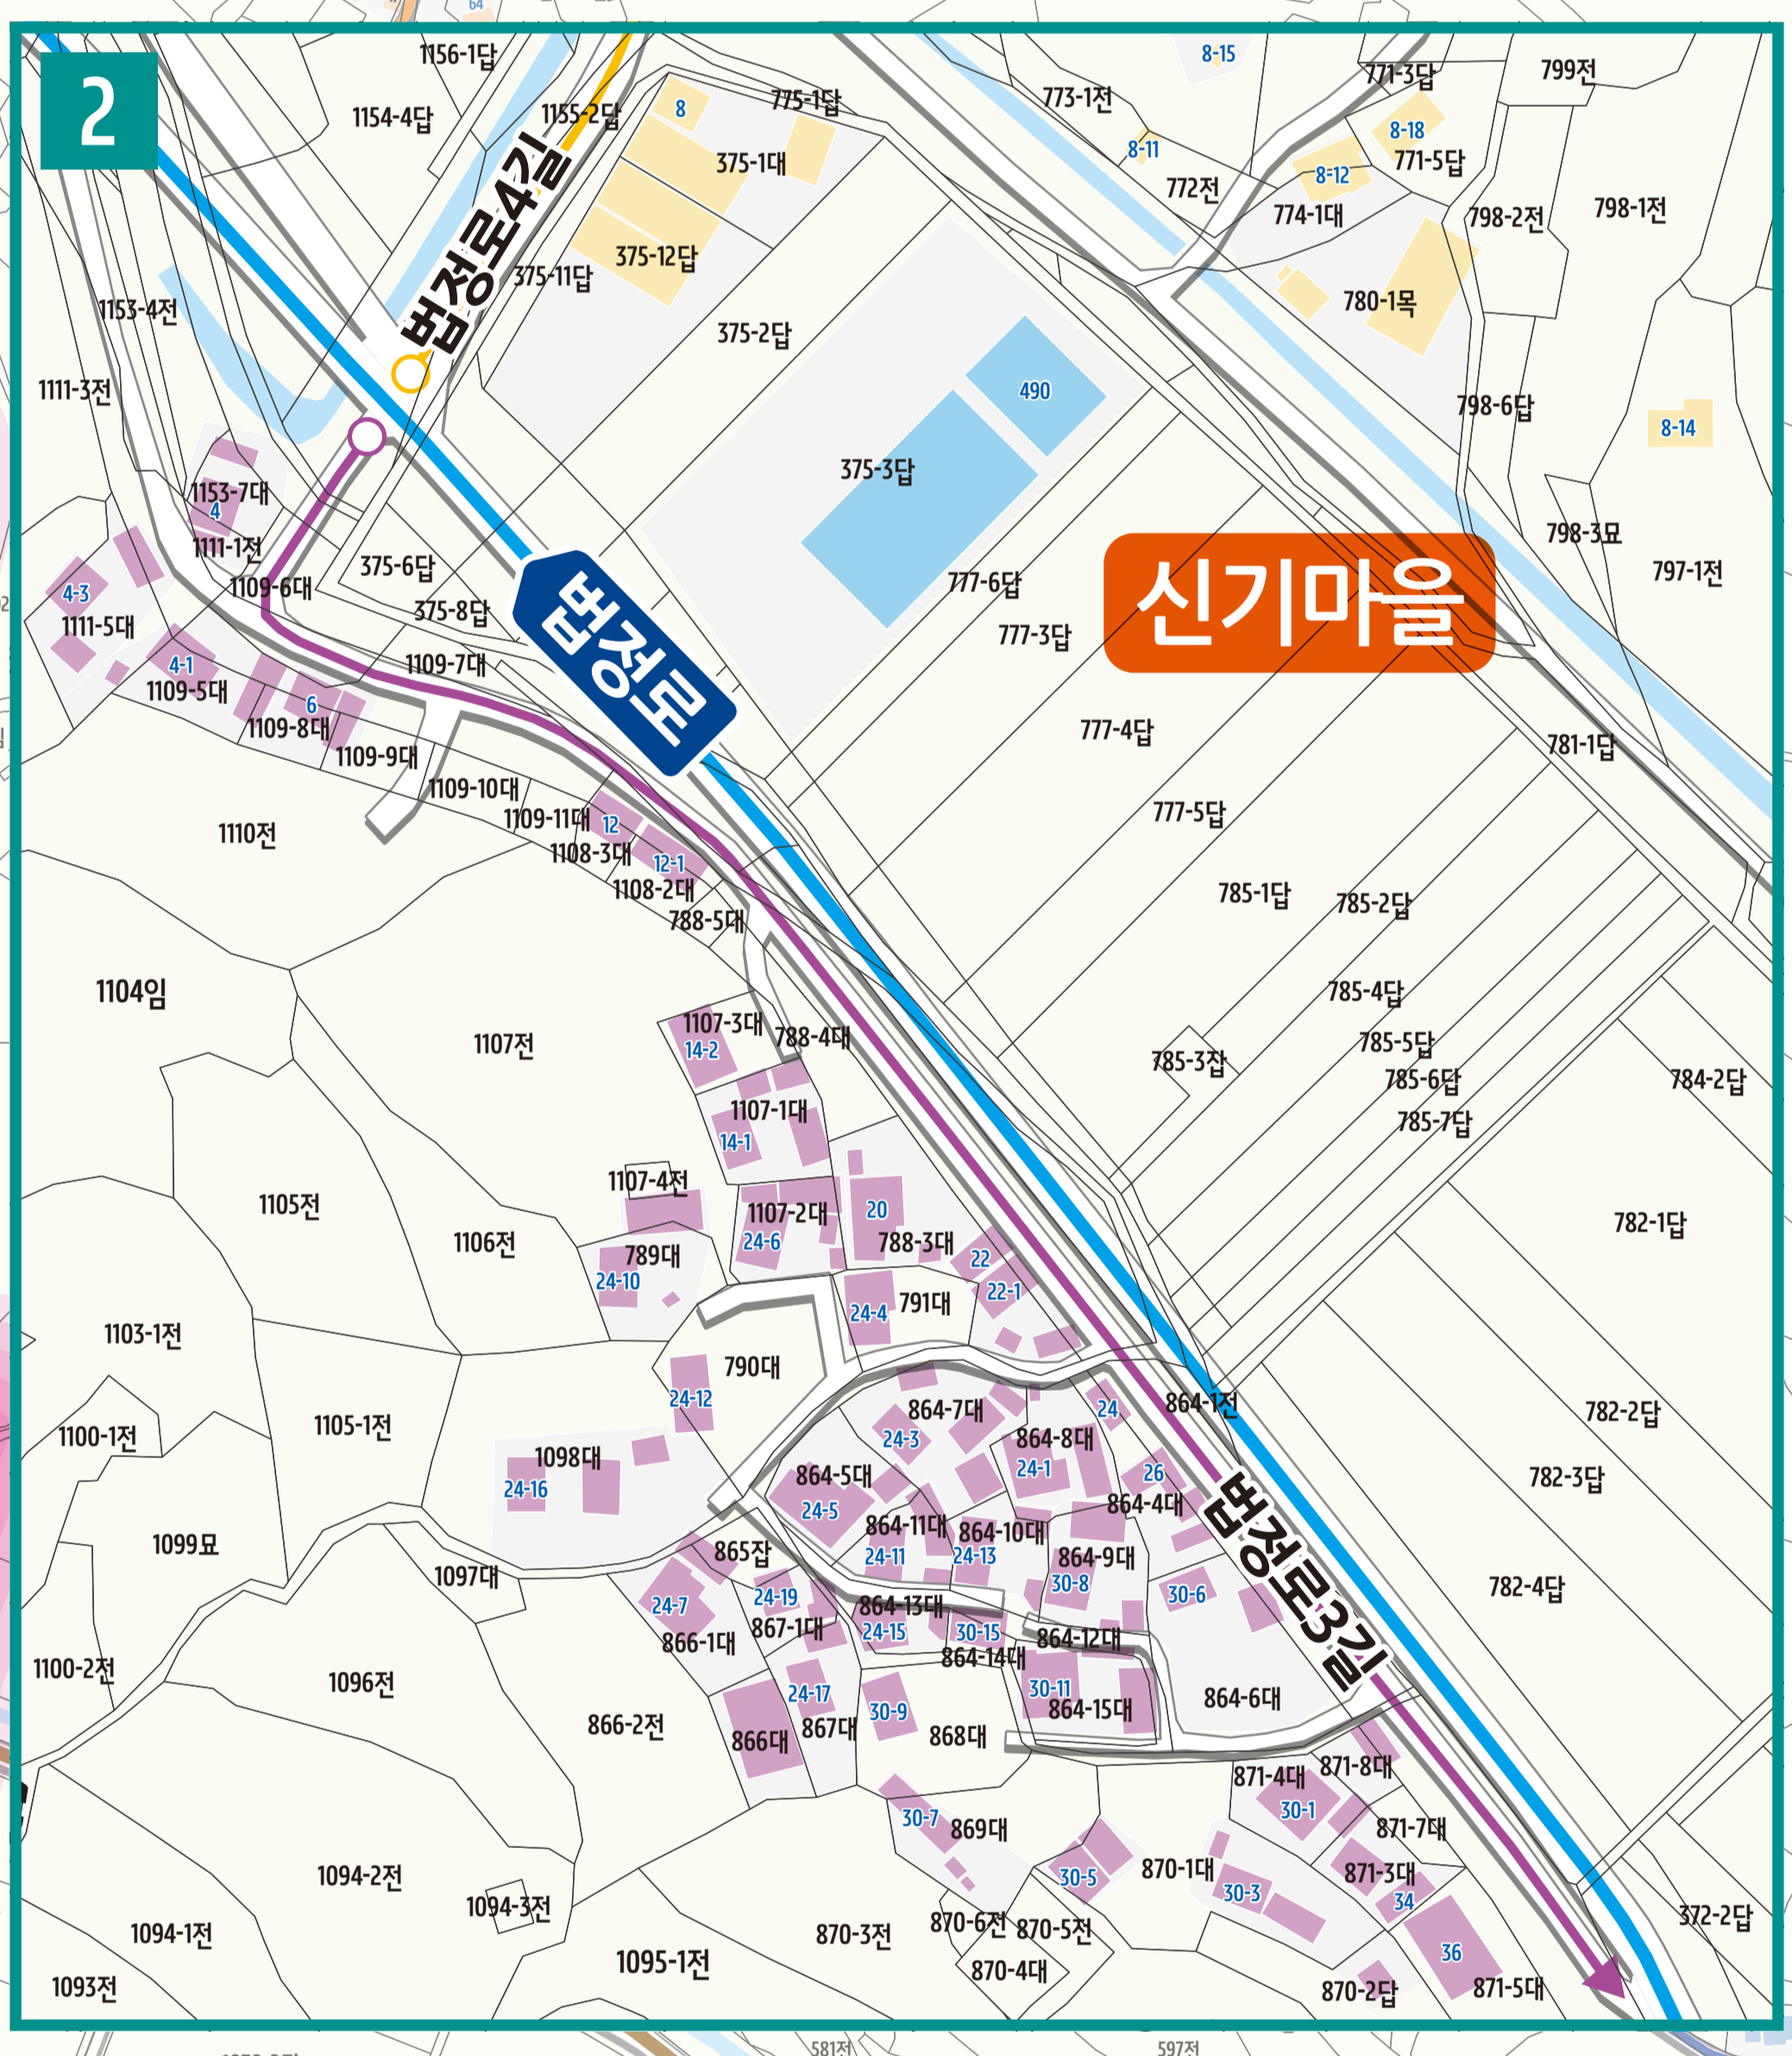 64
2
1156-1답
8-15
771-3답
799전
1154-4답
1155-2답
8
775-1답
773-1전
8-18
8-11
771-5답
375-1대
8-12
772전
774-1대
798-2전
798-1전
법정로4길
375-12답
375-11답
1153-4전
780-1목
375-2답
1111-3전
490
798-6답
8-14
375-3답
1153-7대
4
1111-1전
798-3묘
797-1전
375-6답
777-6답
신기마을
1109-6대
4-3
375-8답
1111-5대
777-3답
법정로
4-1
1109-7대
1109-5대
6
1109-8대
777-4답
781-1답
1109-9대
1109-10대
777-5답
1109-11대
12
1110전
1108-3대
12-1
1108-2대
785-1답
785-2답
788-5대
1104임
785-4답
1107-3대
788-4대
1107전
14-2
785-3잡
785-5답
785-6답
784-2답
1107-1대
785-7답
14-1
1107-4전
1105전
1107-2대
20
782-1답
1106전
24-6
788-3대
789대
22
24-10
22-1
791대
24-4
1103-1전
790대
24-12
864-1전
864-7대
24
782-2답
1105-1전
1100-1전
24-3
864-8대
1098대
864-5대
24-1
26
782-3답
24-16
24-5
864-4대
864-11대
864-10대
법정로3길
1099묘
865잡
24-11
24-13
864-9대
1097대
30-8
782-4답
24-19
30-6
24-7
864-13대
867-1대
24-15
30-15
864-12대
866-1대
864-14대
1100-2전
1096전
30-11
24-17
864-6대
30-9
864-15대
866-2전
867대
868대
866대
871-8대
871-4대
30-1
30-7
869대
871-7대
870-1대
871-3대
1094-2전
30-5
30-3
34
1094-3전
372-2답
870-6전
870-5전
1094-1전
870-3전
36
1095-1전
870-4대
1093전
870-2답
871-5대
581전
597전